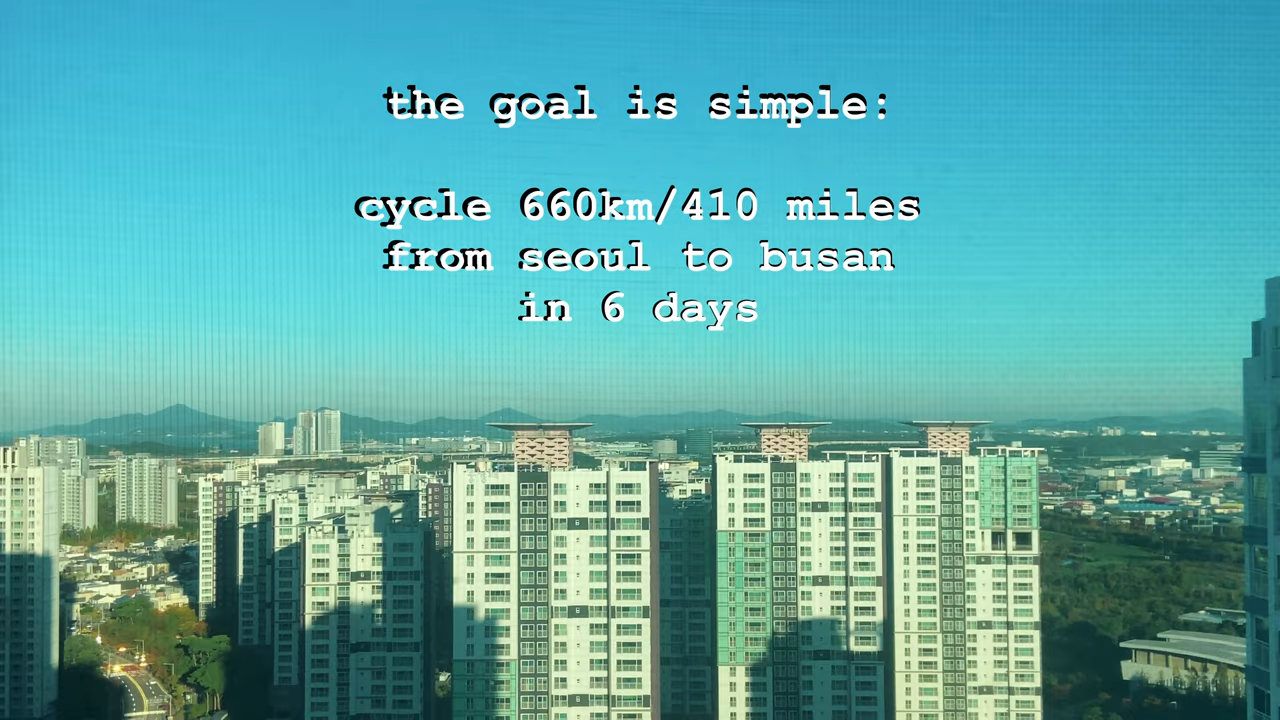 the goal is simple:
cycle 660km/410 miles
from seoul to busan
in 6 days